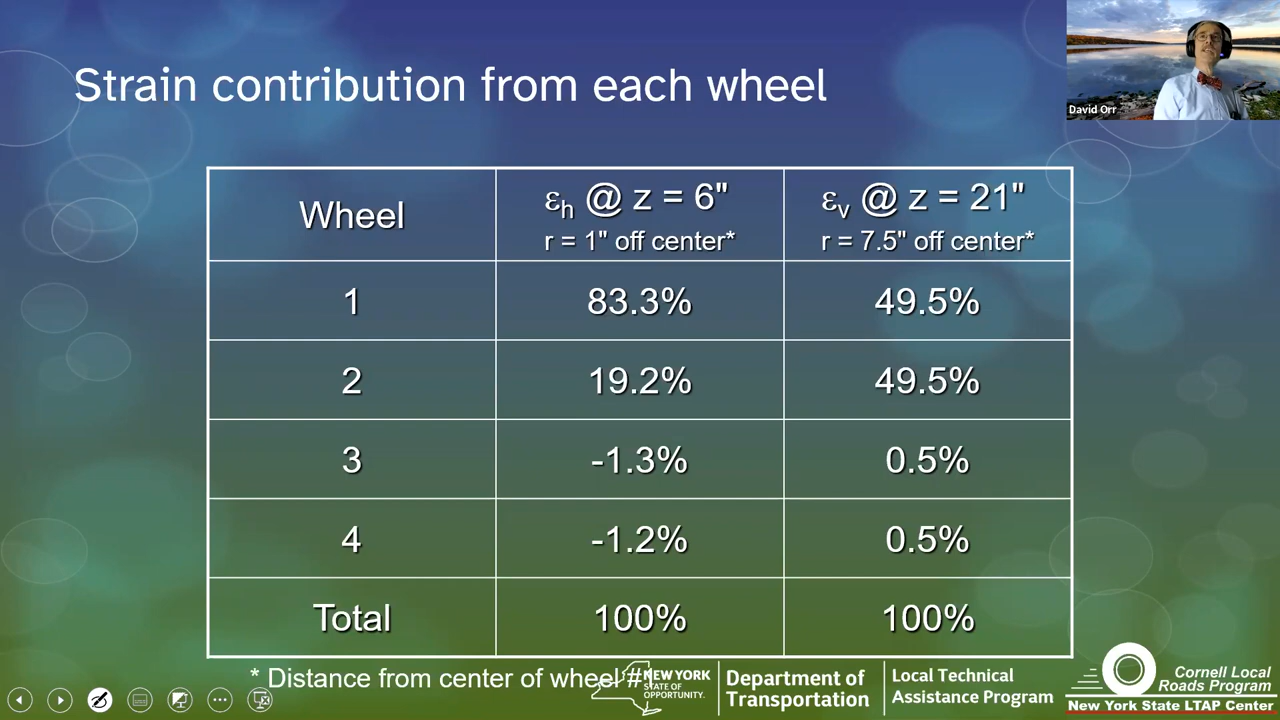 Strain contribution from each wheel
David Orr
Wheel
εh @ z = 6"
r = 1" off center*
εv @ z = 21"
r = 7.5" off center*
1
83.3%
49.5%
2
19.2%
49.5%
3
-1.3%
0.5%
4
-1.2%
0.5%
Total
100%
100%
* Distance from center of wheel #
NEW YORK
STATE OF
OPPORTUNITY.
Department of
Transportation
Local Technical
Assistance Program
Cornell Local
Roads Program
New York State LTAP Center